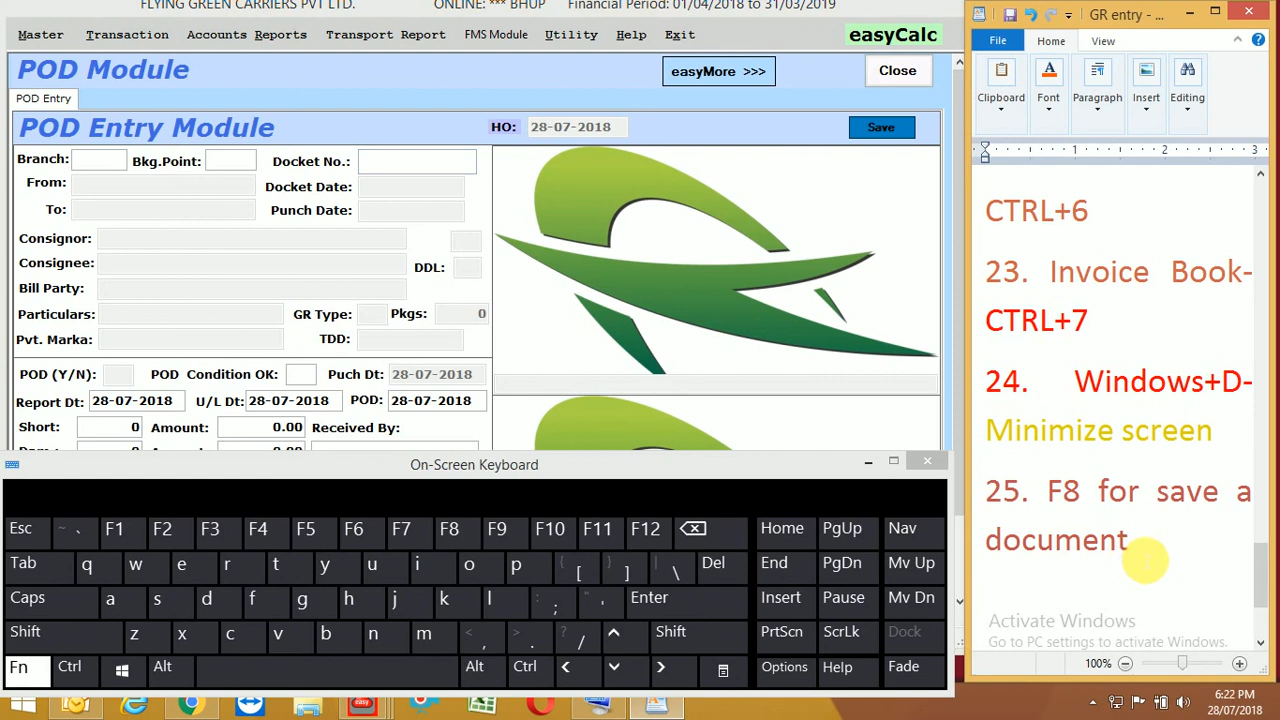 FLYING GREEN CARRIERS PVT LTD. ONLINE: *** BHUP Financial Period: 01/04/2018 to 31/03/2019
Master Transaction Accounts Reports Transport Report FMS Module Utility Help Exit easyCalc
POD Module easyMore >>> Close
POD Entry
POD Entry Module HO: 28-07-2018 Save
Branch: Bkg.Point: Docket No.:
From: Docket Date:
To: Punch Date:
Consignor:
Consignee: DDL:
Bill Party:
Particulars: GR Type: Pkgs: 0
Pvt. Marka: TDD:
POD (Y/N): POD Condition OK: Puch Dt: 28-07-2018
Report Dt: 28-07-2018 U/L Dt: 28-07-2018 POD: 28-07-2018
Short: 0 Amount: 0.00 Received By:
On-Screen Keyboard
Esc ~ ` F1 F2 F3 F4 F5 F6 F7 F8 F9 F10 F11 F12 Home PgUp Nav
Tab q w e r t y u i o p { [ } ] | \ Del End PgDn Mv Up
Caps a s d f g h j k l : ; " ' Enter Insert Pause Mv Dn
Shift z x c v b n m < , > . ? / Shift PrtScn ScrLk Dock
Fn Ctrl Alt Alt Ctrl Options Help Fade
GR entry - ...
File Home View
Clipboard Font Paragraph Insert Editing
1 2 3
CTRL+6
23. Invoice Book-
CTRL+7
24. Windows+D-
Minimize screen
25. F8 for save a
document
Activate Windows
Go to PC settings to activate Windows.
100%
6:22 PM
28/07/2018